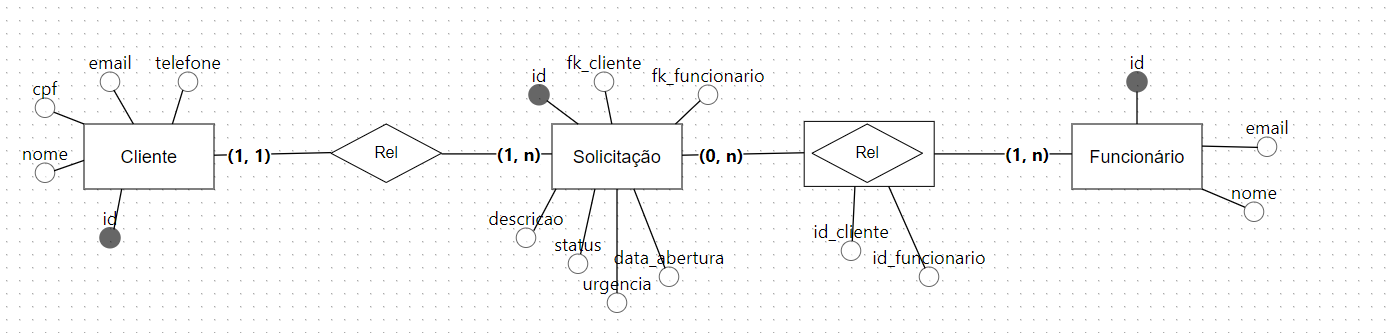 email
telefone
cpf
nome
Cliente
id
(1, 1)
Rel
(1, n)
id
fk_cliente
fk_funcionario
Solicitação
descricao
status
urgencia
data_abertura
(0, n)
Rel
id_cliente
id_funcionario
(1, n)
id
Funcionário
email
nome